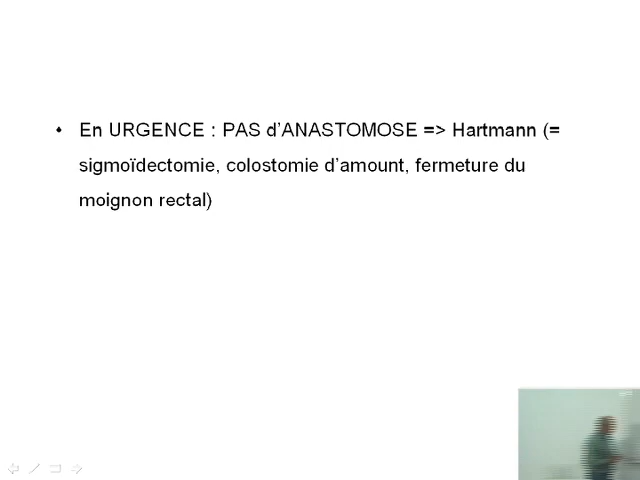 • En URGENCE : PAS d'ANASTOMOSE => Hartmann (=
sigmoïdectomie, colostomie d'amount, fermeture du
moignon rectal)